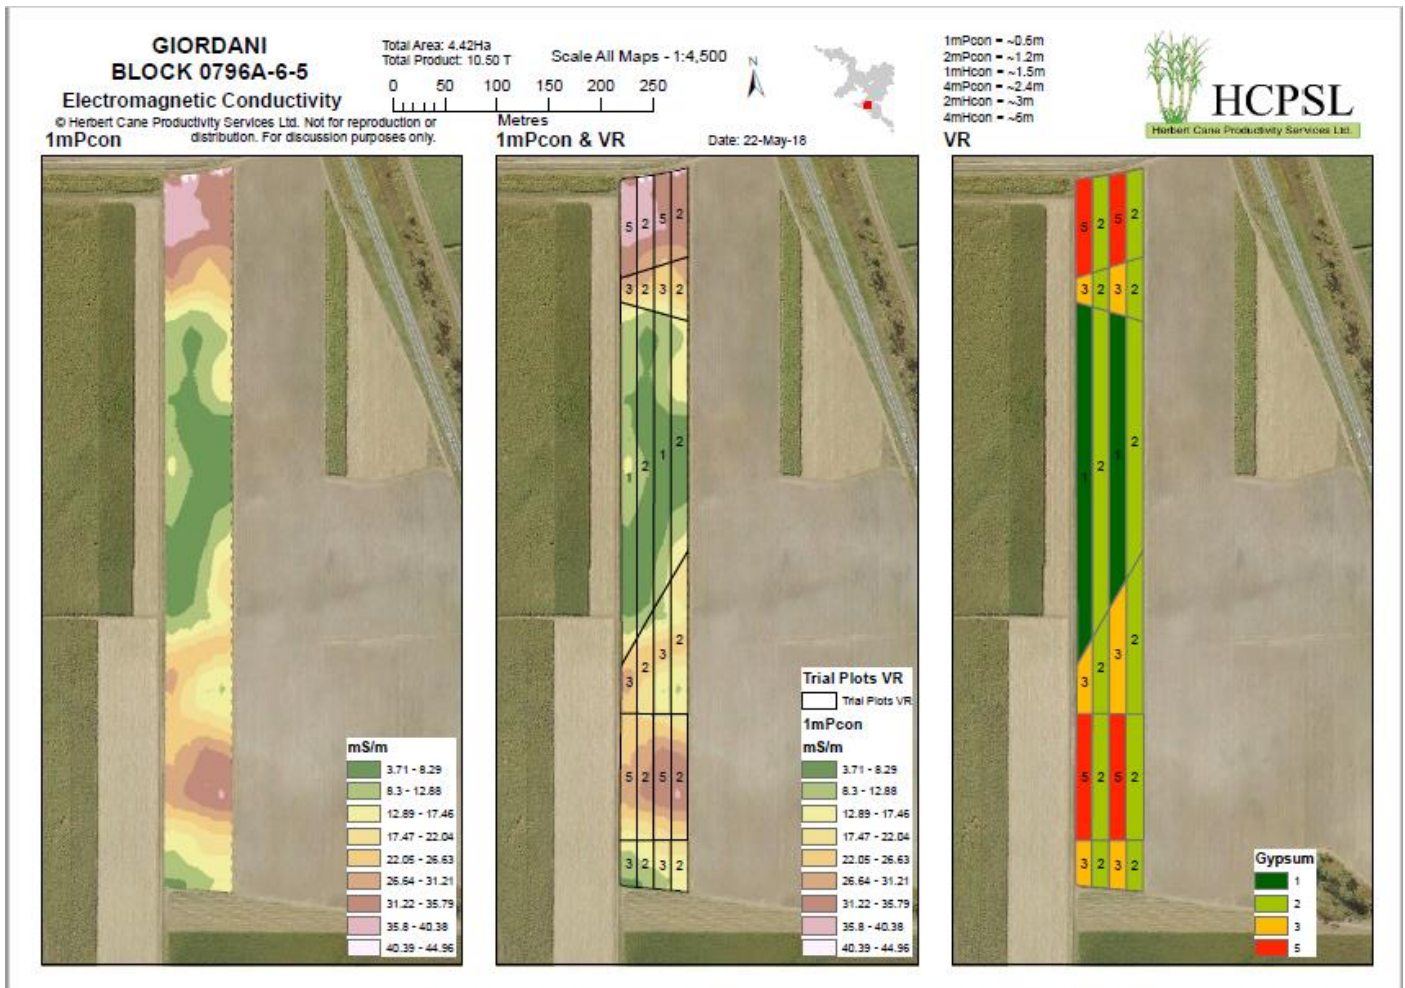 GIORDANI
BLOCK 0796A-6-5
Electromagnetic Conductivity
© Herbert Cane Productivity Services Ltd. Not for reproduction or
distribution. For discussion purposes only.
Total Area: 4.42Ha
Total Product: 10.50 T
Scale All Maps - 1:4,500
0 50 100 150 200 250
Metres
N
Date: 22-May-18
1mPcon = ~0.6m
2mPcon = ~1.2m
1mHcon = ~1.5m
4mPcon = ~2.4m
2mHcon = ~3m
4mHcon = ~6m
HCPSL
Herbert Cane Productivity Services Ltd.
1mPcon
mS/m
3.71 - 8.29
8.3 - 12.88
12.89 - 17.46
17.47 - 22.04
22.05 - 26.63
26.64 - 31.21
31.22 - 35.79
35.8 - 40.38
40.39 - 44.96
1mPcon & VR
5 2 5 2
3 2 3 2
1 2 1 2
3 2 3 2
5 2 5 2
3 2 3 2
Trial Plots VR
Trial Plots VR
1mPcon
mS/m
3.71 - 8.29
8.3 - 12.88
12.89 - 17.46
17.47 - 22.04
22.05 - 26.63
26.64 - 31.21
31.22 - 35.79
35.8 - 40.38
40.39 - 44.96
VR
5 2 5 2
3 2 3 2
1 2 1 2
3 2 3 2
5 2 5 2
3 2 3 2
Gypsum
1
2
3
5